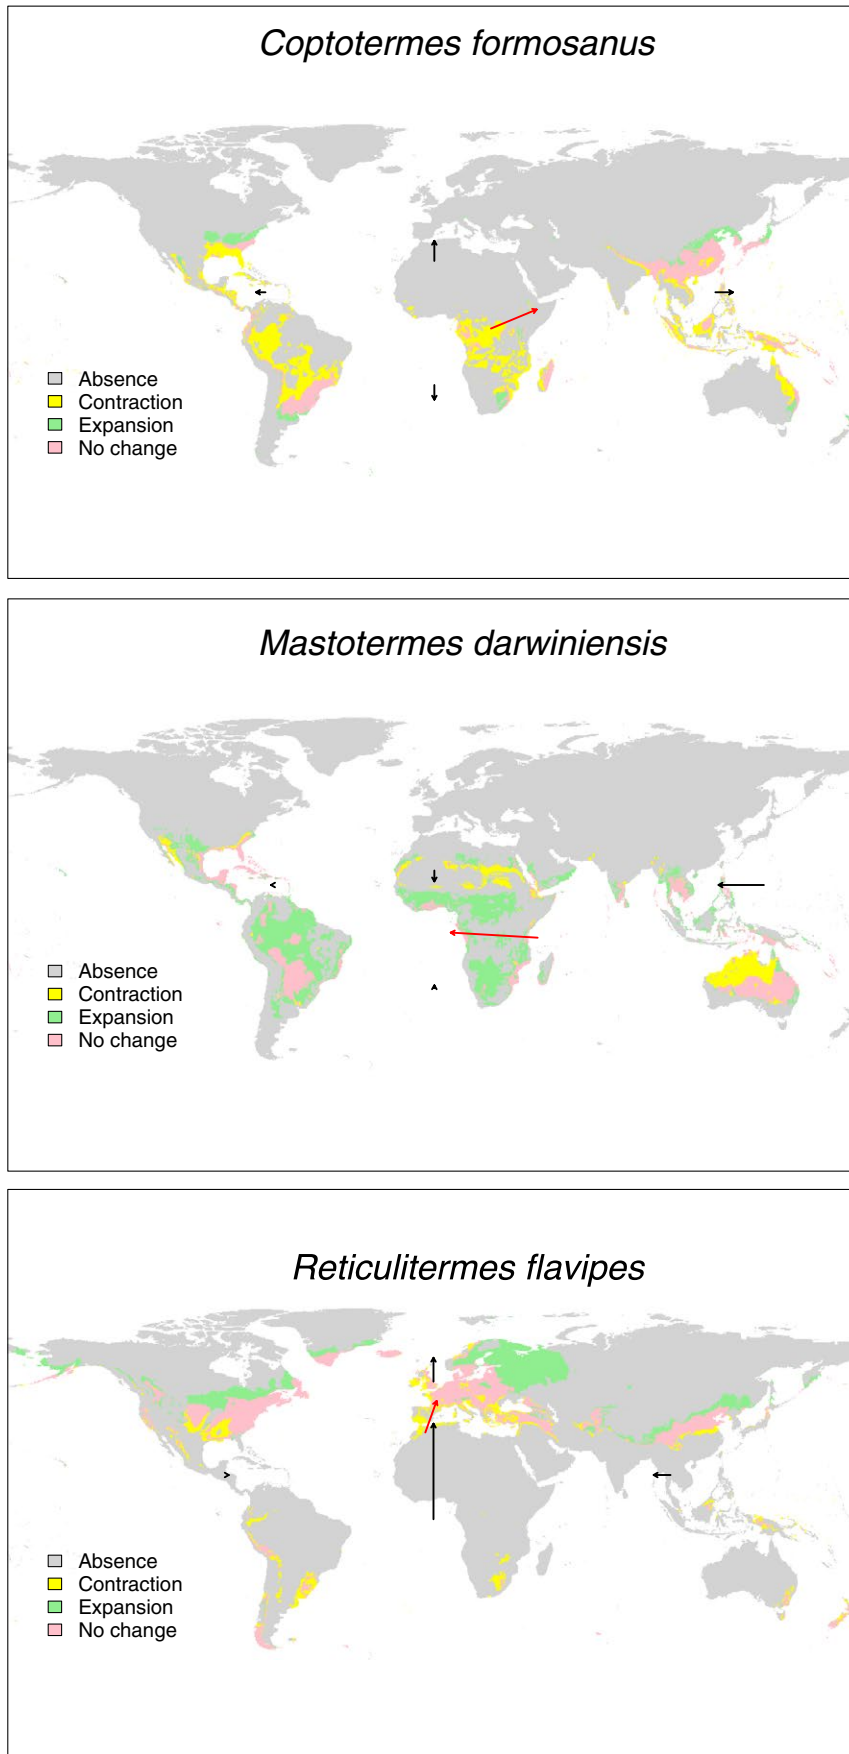 Coptotermes formosanus
Absence
Contraction
Expansion
No change
Mastotermes darwiniensis
Absence
Contraction
Expansion
No change
Reticulitermes flavipes
Absence
Contraction
Expansion
No change